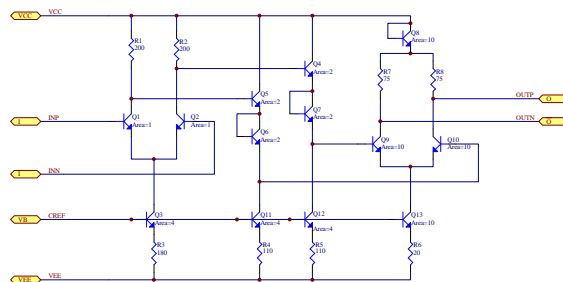 VCC VCC
Q8
Area=10
R1
200
R2
200
Q4
Area=2
R7
75
R8
75
Q5
Area=2
OUTP O
Q7
Area=2
I INP
Q1
Area=1
Q2
Area=1
OUTN O
Q6
Area=2
Q9
Area=10
Q10
Area=10
I INN
VB CREF
Q3
Area=4
Q11
Area=4
Q12
Area=4
Q13
Area=10
R3
180
R4
110
R5
110
R6
20
VEE VEE